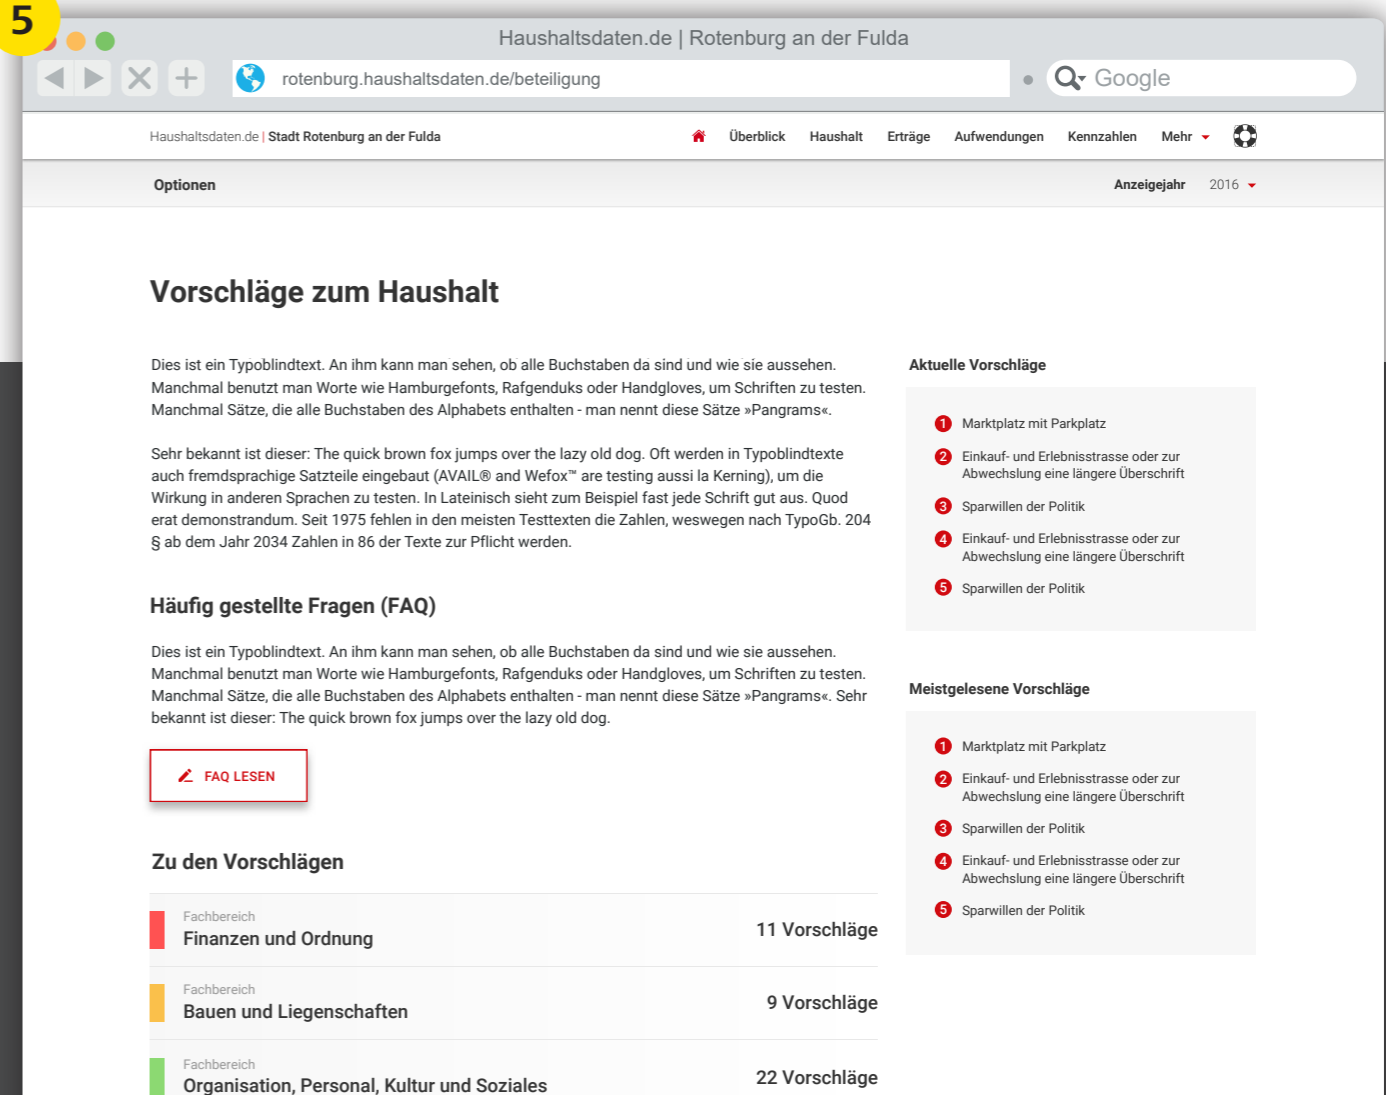 5
Haushaltsdaten.de | Rotenburg an der Fulda
rotenburg.haushaltsdaten.de/beteiligung
Google
Haushaltsdaten.de | Stadt Rotenburg an der Fulda
Überblick Haushalt Erträge Aufwendungen Kennzahlen Mehr
Optionen
Anzeigejahr 2016
Vorschläge zum Haushalt
Dies ist ein Typoblindtext. An ihm kann man sehen, ob alle Buchstaben da sind und wie sie aussehen.
Manchmal benutzt man Worte wie Hamburgefonts, Rafgenduks oder Handgloves, um Schriften zu testen.
Manchmal Sätze, die alle Buchstaben des Alphabets enthalten - man nennt diese Sätze »Pangrams«.
Sehr bekannt ist dieser: The quick brown fox jumps over the lazy old dog. Oft werden in Typoblindtexte
auch fremdsprachige Satzteile eingebaut (AVAIL® and Wefox™ are testing aussi la Kerning), um die
Wirkung in anderen Sprachen zu testen. In Lateinisch sieht zum Beispiel fast jede Schrift gut aus. Quod
erat demonstrandum. Seit 1975 fehlen in den meisten Testtexten die Zahlen, weswegen nach TypoGb. 204
§ ab dem Jahr 2034 Zahlen in 86 der Texte zur Pflicht werden.
Häufig gestellte Fragen (FAQ)
Dies ist ein Typoblindtext. An ihm kann man sehen, ob alle Buchstaben da sind und wie sie aussehen.
Manchmal benutzt man Worte wie Hamburgefonts, Rafgenduks oder Handgloves, um Schriften zu testen.
Manchmal Sätze, die alle Buchstaben des Alphabets enthalten - man nennt diese Sätze »Pangrams«. Sehr
bekannt ist dieser: The quick brown fox jumps over the lazy old dog.
FAQ LESEN
Zu den Vorschlägen
Fachbereich
Finanzen und Ordnung
11 Vorschläge
Fachbereich
Bauen und Liegenschaften
9 Vorschläge
Fachbereich
Organisation, Personal, Kultur und Soziales
22 Vorschläge
Aktuelle Vorschläge
1 Marktplatz mit Parkplatz
2 Einkauf- und Erlebnisstrasse oder zur
Abwechslung eine längere Überschrift
3 Sparwillen der Politik
4 Einkauf- und Erlebnisstrasse oder zur
Abwechslung eine längere Überschrift
5 Sparwillen der Politik
Meistgelesene Vorschläge
1 Marktplatz mit Parkplatz
2 Einkauf- und Erlebnisstrasse oder zur
Abwechslung eine längere Überschrift
3 Sparwillen der Politik
4 Einkauf- und Erlebnisstrasse oder zur
Abwechslung eine längere Überschrift
5 Sparwillen der Politik